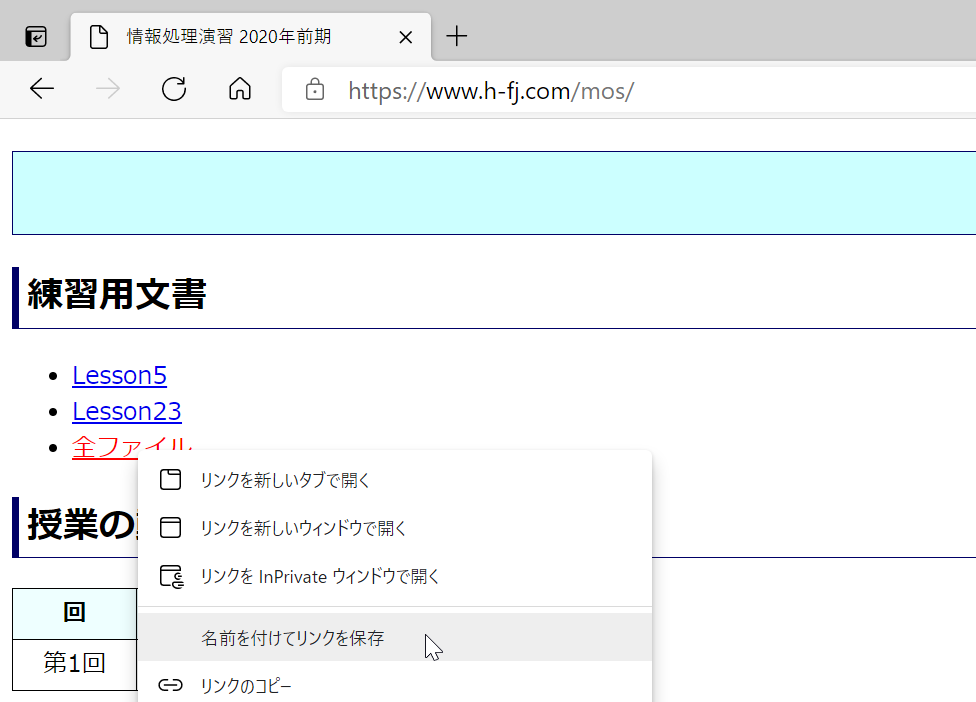 情報処理演習 2020年前期
https://www.h-fj.com/mos/
練習用文書
Lesson5
Lesson23
全ファイル
リンクを新しいタブで開く
授業の
リンクを新しいウィンドウで開く
リンクを InPrivate ウィンドウで開く
回
名前を付けてリンクを保存
第1回
リンクのコピー